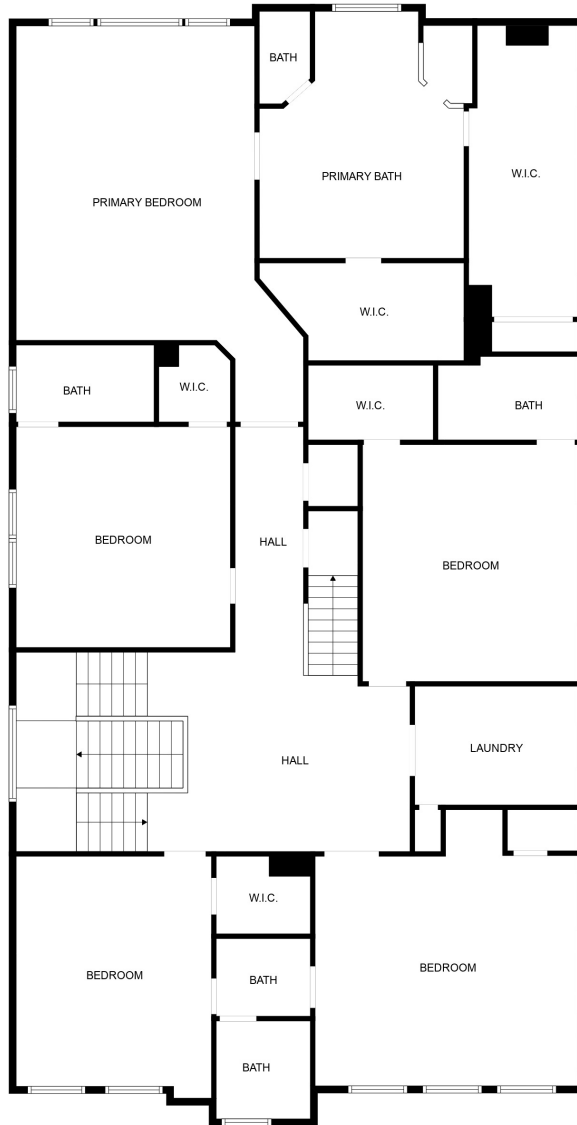 BATH
PRIMARY BATH
W.I.C.
PRIMARY BEDROOM
W.I.C.
BATH
W.I.C.
W.I.C.
BATH
BEDROOM
HALL
BEDROOM
HALL
LAUNDRY
W.I.C.
BEDROOM
BATH
BEDROOM
BATH